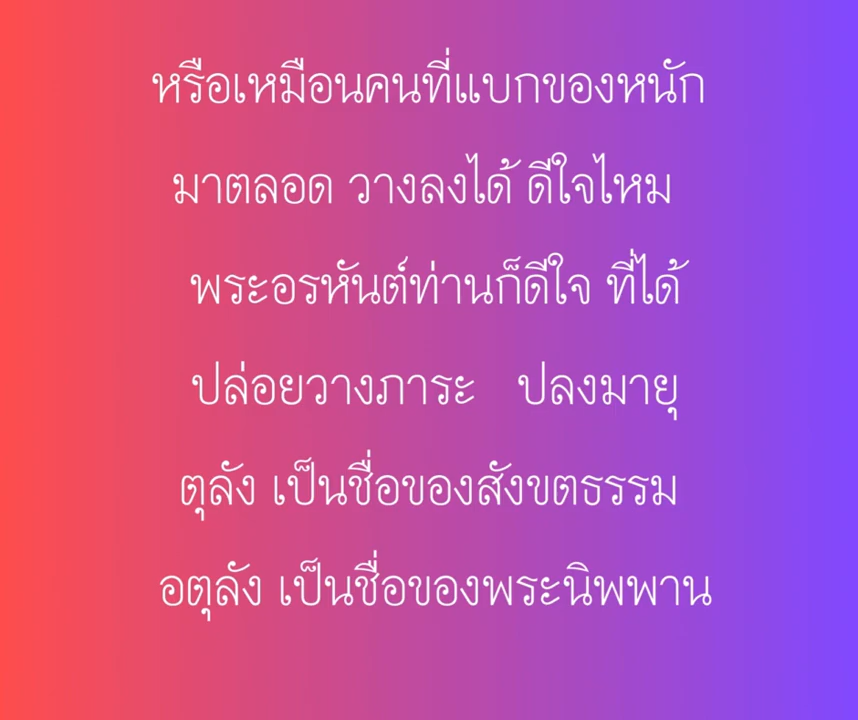 หรือเหมือนคนที่แบกของหนัก
มาตลอด วางลงได้ ดีใจไหม
พระอรหันต์ท่านก็ดีใจ ที่ได้
ปล่อยวางภาระ ปลงมายุ
ตุลัง เป็นชื่อของสังขตธรรม
อตุลัง เป็นชื่อของพระนิพพาน